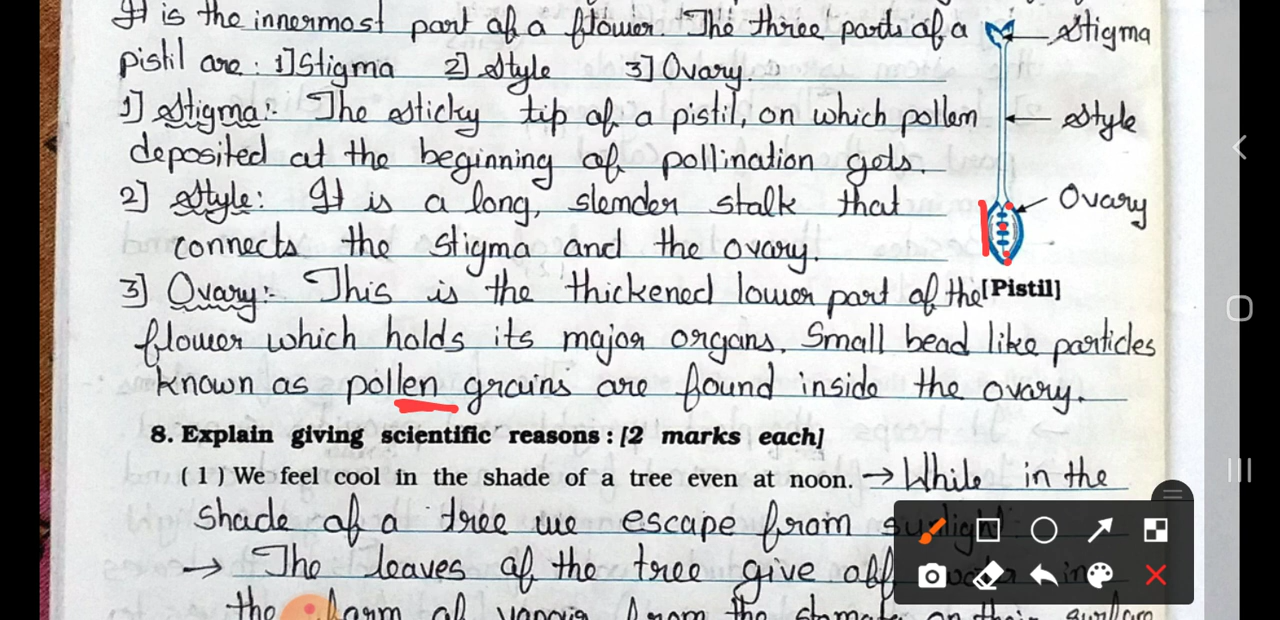 It is the innermost part of a flower. The three parts of a
pistil are: 1] Stigma 2] Style 3] Ovary.
1] Stigma:- The sticky tip of a pistil, on which pollen
deposited at the beginning of pollination gets.
2] Style: It is a long, slender stalk that
connects the stigma and the ovary.
3] Ovary:- This is the thickened lower part of the
flower which holds its major organs. Small bead like particles
known as pollen grains are found inside the ovary.
Stigma
Style
Ovary
[Pistil]
8. Explain giving scientific reasons : [2 marks each]
( 1 ) We feel cool in the shade of a tree even at noon. → While in the
shade of a tree we escape from sunlight
→ The leaves of the tree give off in
the form of vapour from the stomata on their